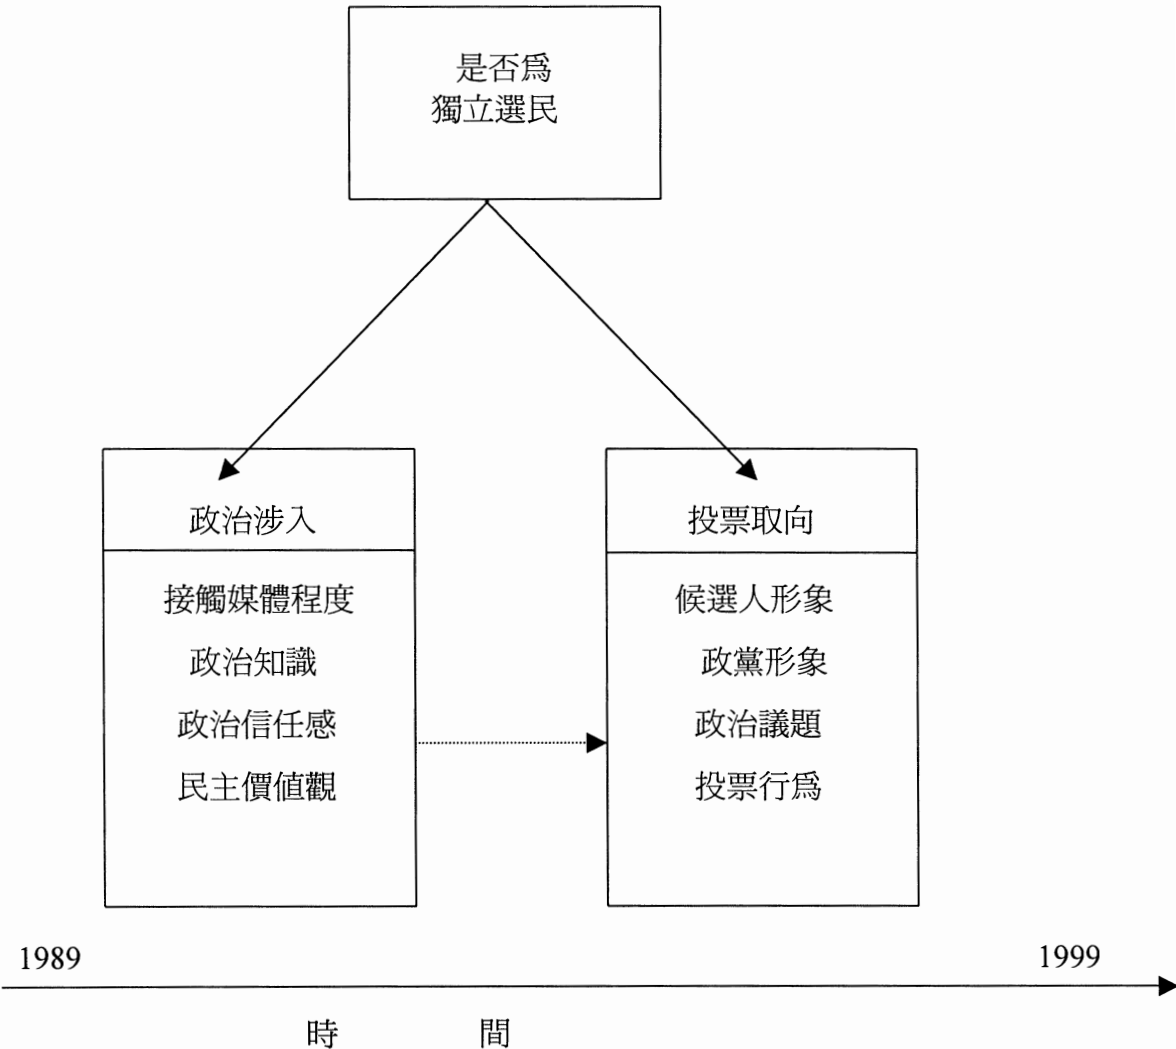 是否爲
獨立選民
政治涉入
接觸媒體程度
政治知識
政治信任感
民主價値觀
投票取向
候選人形象
政黨形象
政治議題
投票行爲
1989
1999
時間